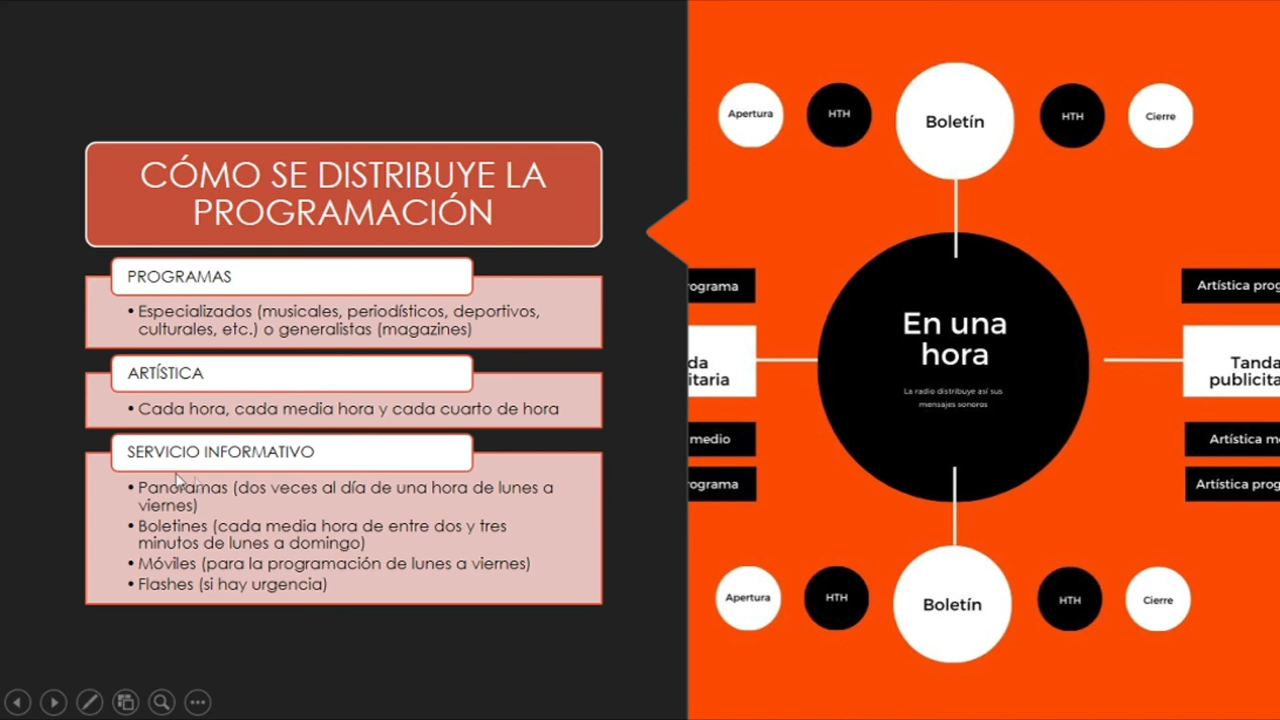 CÓMO SE DISTRIBUYE LA
PROGRAMACIÓN
PROGRAMAS
• Especializados (musicales, periodísticos, deportivos,
culturales, etc.) o generalistas (magazines)
ARTÍSTICA
• Cada hora, cada media hora y cada cuarto de hora
SERVICIO INFORMATIVO
• Panoramas (dos veces al día de una hora de lunes a
viernes)
• Boletines (cada media hora de entre dos y tres
minutos de lunes a domingo)
• Móviles (para la programación de lunes a viernes)
• Flashes (si hay urgencia)
Apertura
HTH
Boletín
HTH
Cierre
rograma
da
itaria
medio
rograma
En una
hora
La radio distribuye así sus
mensajes sonoros
Artística prog
Tanda
publicita
Artística me
Artística prog
Apertura
HTH
Boletín
HTH
Cierre